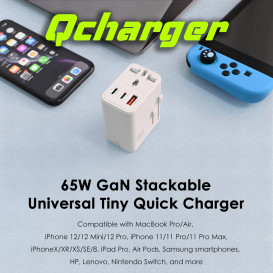 Qcharger
65W GaN Stackable
Universal Tiny Quick Charger
Compatible with MacBook Pro/Air,
iPhone 12/12 Mini/12 Pro, iPhone 11/11 Pro/11 Pro Max,
iPhoneX/XR/XS/SE/8, iPad Pro, Air Pods, Samsung smartphones,
HP, Lenovo, Nintendo Switch, and more